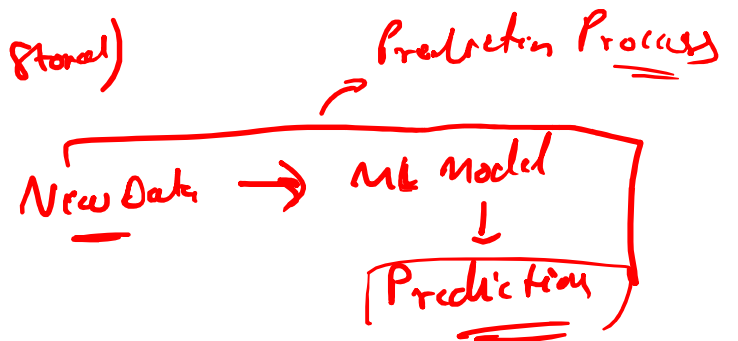 Prediction Process
Stored)
New Data → ML Model
↓
Prediction